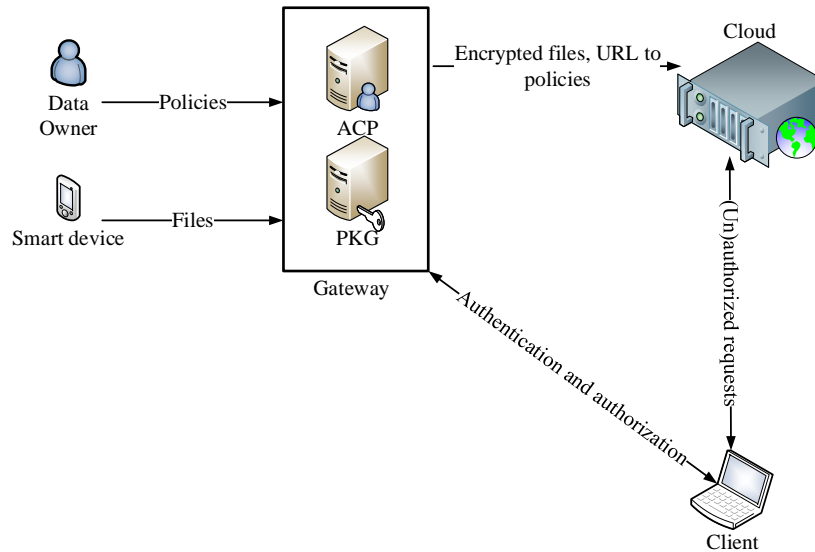 Cloud
Encrypted files, URL to
policies
Data
Owner
Policies
ACP
Smart device
Files
PKG
Gateway
(Un)authorized requests
Authentication and authorization
Client